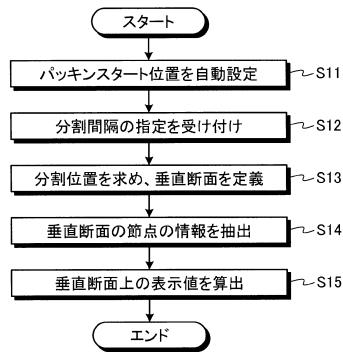 スタート
パッキンスタート位置を自動設定
S11
分割間隔の指定を受け付け
S12
分割位置を求め、垂直断面を定義
S13
垂直断面の節点の情報を抽出
S14
垂直断面上の表示値を算出
S15
エンド